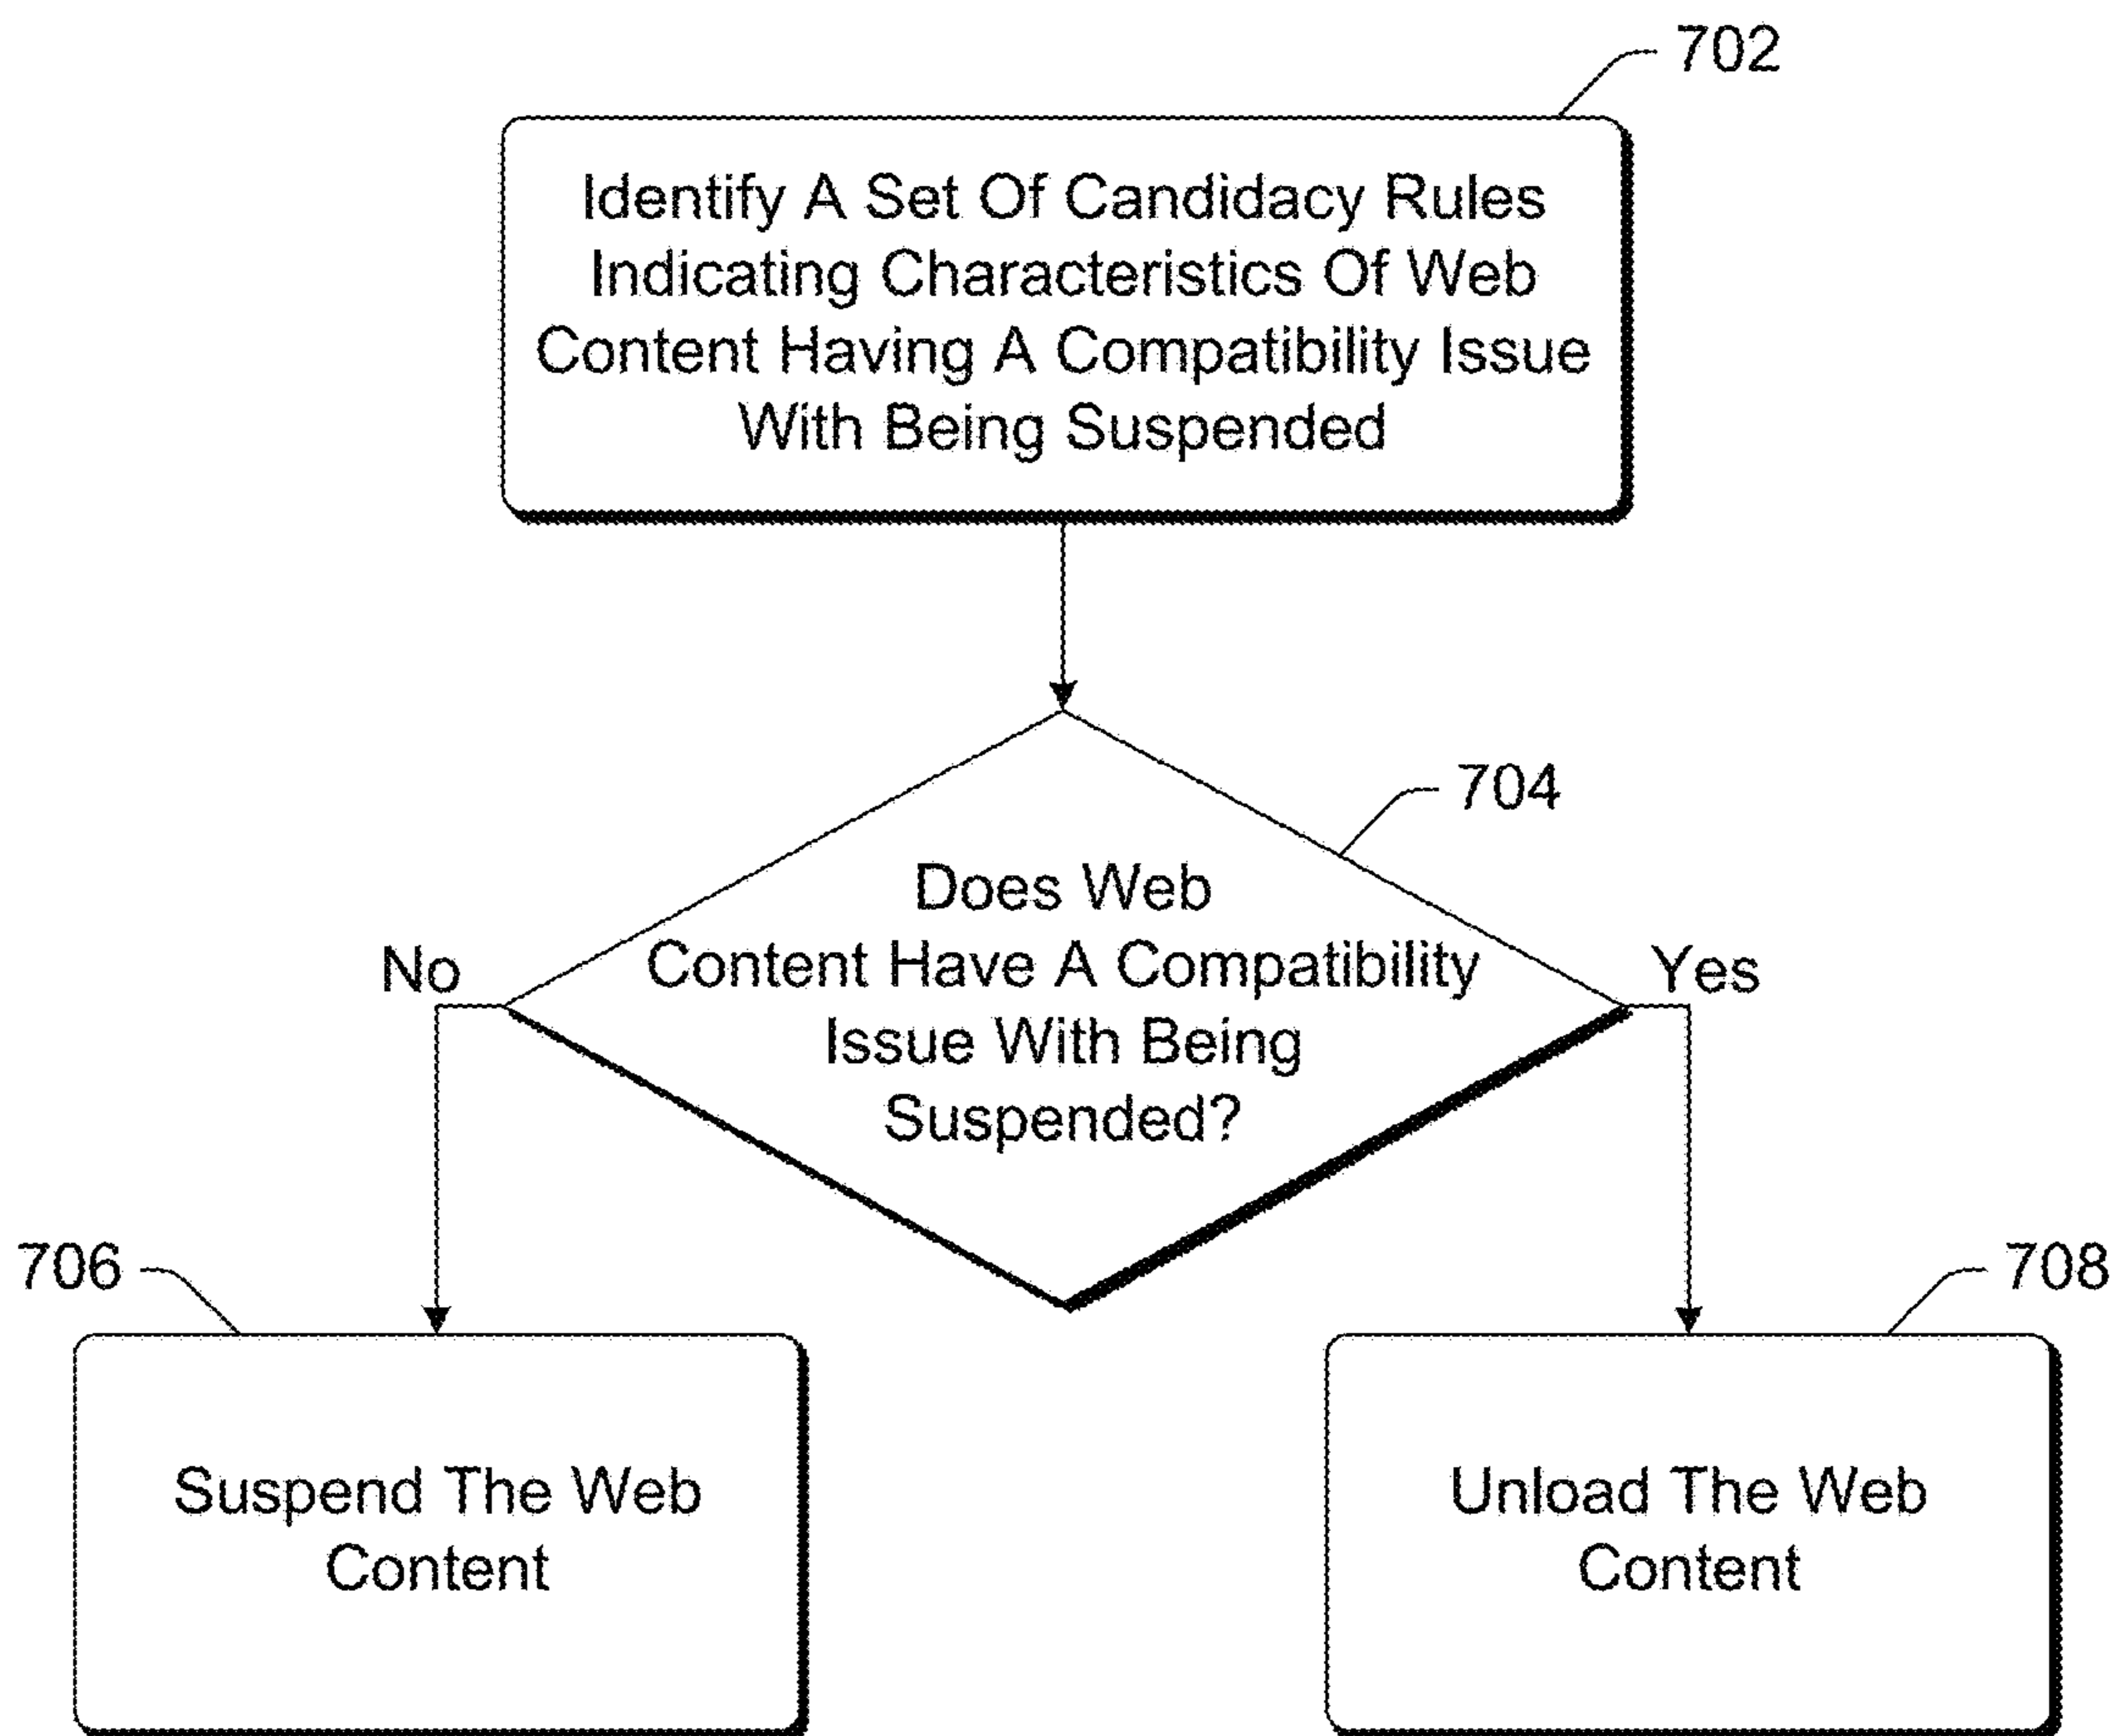 702
Identify A Set Of Candidacy Rules
Indicating Characteristics Of Web
Content Having A Compatibility Issue
With Being Suspended
704
Does Web
Content Have A Compatibility
Issue With Being
Suspended?
No
Yes
706
Suspend The Web
Content
708
Unload The Web
Content